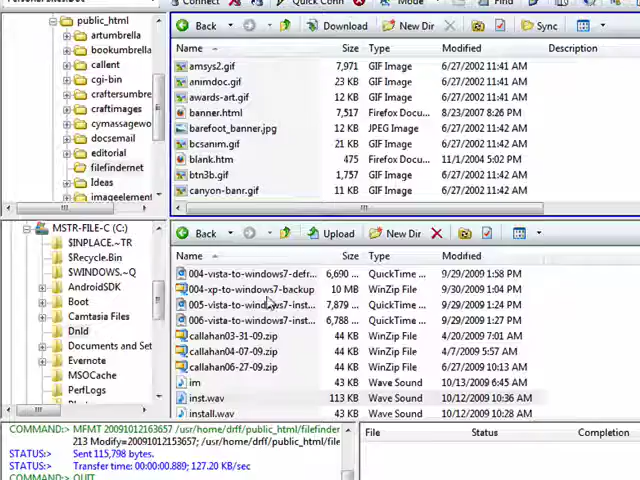 Connect Quick Conn Mode Find
public_html
artumbrella
bookumbrella
callent
cgi-bin
craftersumbre
craftimages
cymassagewo
docsemail
editorial
filefindernet
Ideas
imageelement
Back Download New Dir Sync
Name Size Type Modified Description
amsys2.gif 7,971 GIF Image 6/27/2002 11:41 AM
animdoc.gif 23 KB GIF Image 6/27/2002 11:41 AM
awards-art.gif 12 KB GIF Image 6/27/2002 11:41 AM
banner.html 7,517 Firefox Docu... 8/23/2007 8:26 PM
barefoot_banner.jpg 12 KB JPEG Image 6/27/2002 11:41 AM
bcsanim.gif 21 KB GIF Image 6/27/2002 11:41 AM
blank.htm 475 Firefox Docu... 11/1/2004 5:02 PM
btn3b.gif 1,757 GIF Image 6/27/2002 11:42 AM
canyon-banr.gif 11 KB GIF Image 6/27/2002 11:42 AM
MSTR-FILE-C (C:)
$INPLACE.~TR
$Recycle.Bin
$WINDOWS.~Q
AndroidSDK
Boot
Camtasia Files
Dnld
Documents and Set
Evernote
MSOCache
PerfLogs
Back Upload New Dir
Name Size Type Modified
004-vista-to-windows7-defr... 6,690 ... QuickTime ... 9/29/2009 1:58 PM
004-xp-to-windows7-backup 10 MB WinZip File 9/29/2009 1:27 PM
005-vista-to-windows7-inst... 7,879 ... QuickTime ... 9/29/2009 1:24 PM
006-vista-to-windows7-inst... 6,788 ... QuickTime ... 9/29/2009 1:27 PM
callahan03-31-09.zip 44 KB WinZip File 4/20/2009 7:01 AM
callahan04-07-09.zip 44 KB WinZip File 4/7/2009 5:57 AM
callahan06-27-09.zip 44 KB WinZip File 6/27/2009 10:13 AM
im 43 KB Wave Sound 10/13/2009 6:45 AM
inst.wav 113 KB Wave Sound 10/12/2009 10:36 AM
install.wav 43 KB Wave Sound 10/12/2009 10:28 AM
COMMAND:> MFMT 20091012163657 /usr/home/drff/public_html/filefinder
213 Modify=20091012153657; /usr/home/drff/public_html/file
STATUS:> Sent 115,798 bytes.
STATUS:> Transfer time: 00:00:00.889; 127.20 KB/sec
COMMAND:> QUIT
File Status Completion